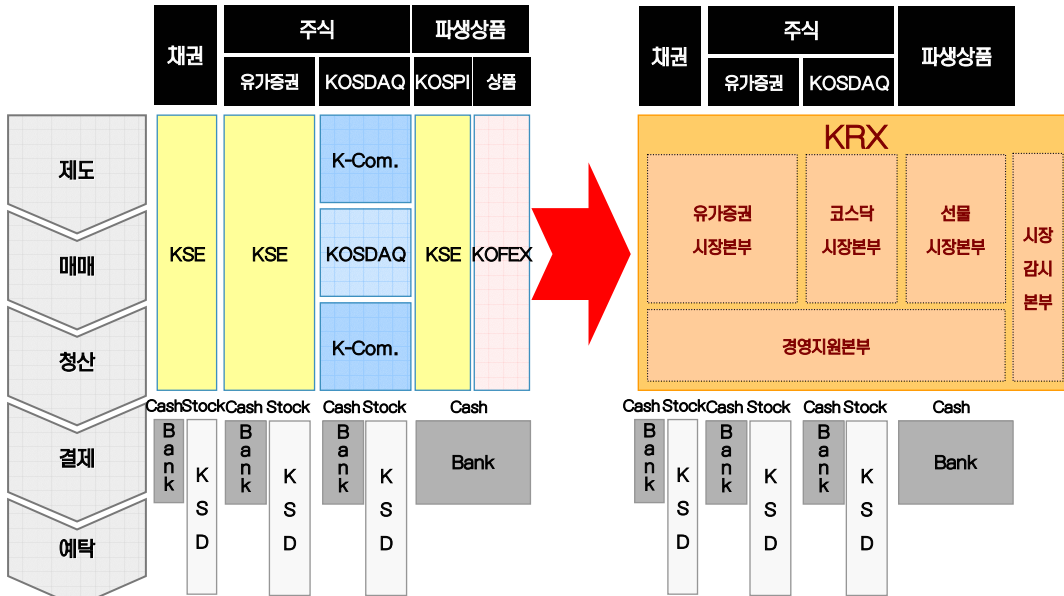 채권
주식
파생상품
유가증권
KOSDAQ
KOSPI
상품
채권
주식
파생상품
유가증권
KOSDAQ
제도
매매
청산
결제
예탁
KSE
KSE
K-Com.
KOSDAQ
K-Com.
KSE
KOFEX
KRX
유가증권
시장본부
코스닥
시장본부
선물
시장본부
시장
감시
본부
경영지원본부
Cash Stock Cash Stock Cash Stock Cash
Bank
KSD
Bank
KSD
Bank
KSD
Bank
Cash Stock Cash Stock Cash Stock Cash
Bank
KSD
Bank
KSD
Bank
KSD
Bank